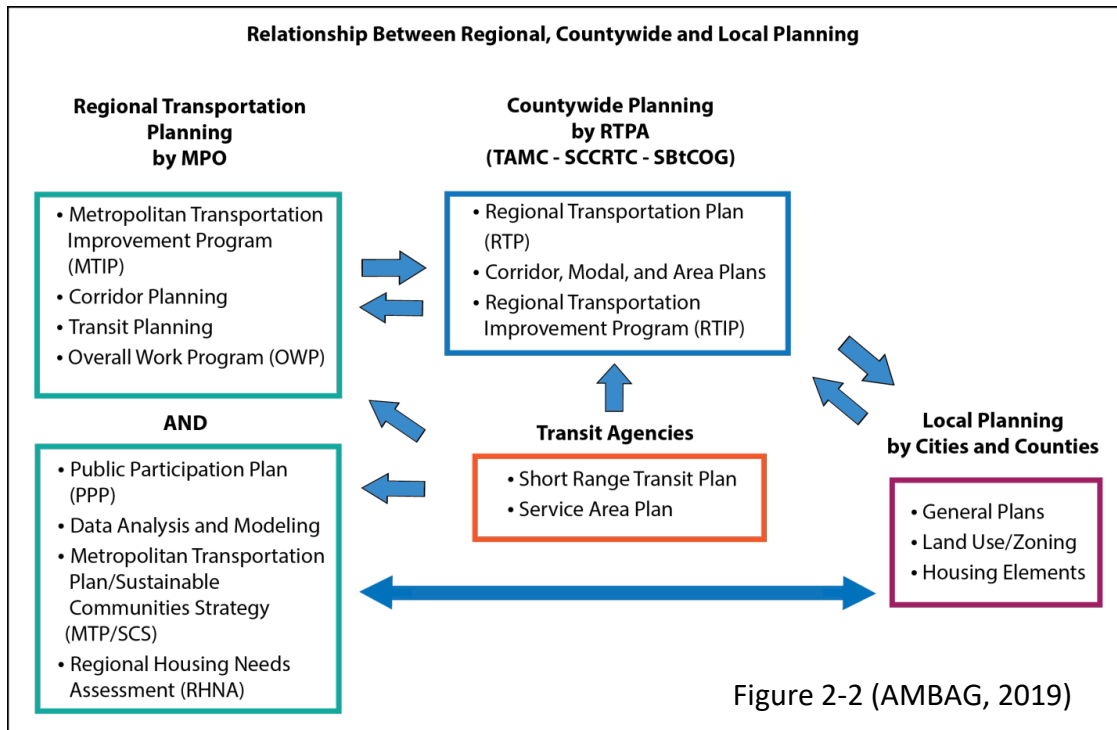 Relationship Between Regional, Countywide and Local Planning
Regional Transportation
Planning
by MPO
• Metropolitan Transportation
Improvement Program
(MTIP)
• Corridor Planning
• Transit Planning
• Overall Work Program (OWP)
AND
• Public Participation Plan
(PPP)
• Data Analysis and Modeling
• Metropolitan Transportation
Plan/Sustainable
Communities Strategy
(MTP/SCS)
• Regional Housing Needs
Assessment (RHNA)
Countywide Planning
by RTPA
(TAMC - SCCRTC - SBtCOG)
• Regional Transportation Plan
(RTP)
• Corridor, Modal, and Area Plans
• Regional Transportation
Improvement Program (RTIP)
Transit Agencies
• Short Range Transit Plan
• Service Area Plan
Local Planning
by Cities and Counties
• General Plans
• Land Use/Zoning
• Housing Elements
Figure 2-2 (AMBAG, 2019)